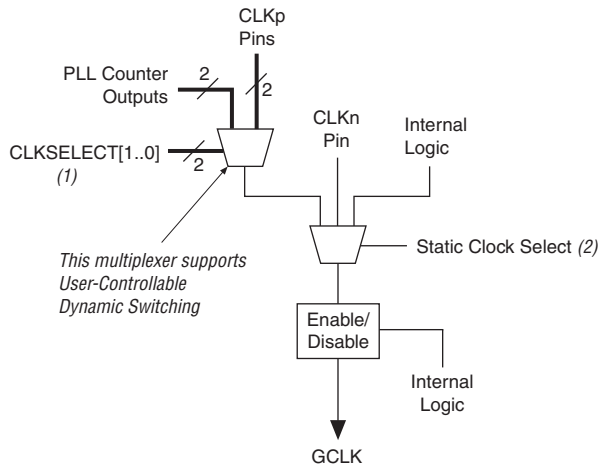 CLKp
Pins
PLL Counter
Outputs
2
2
CLKn
Pin
Internal
Logic
CLKSELECT[1..0]
(1)
2
This multiplexer supports
User-Controllable
Dynamic Switching
Static Clock Select (2)
Enable/
Disable
Internal
Logic
GCLK